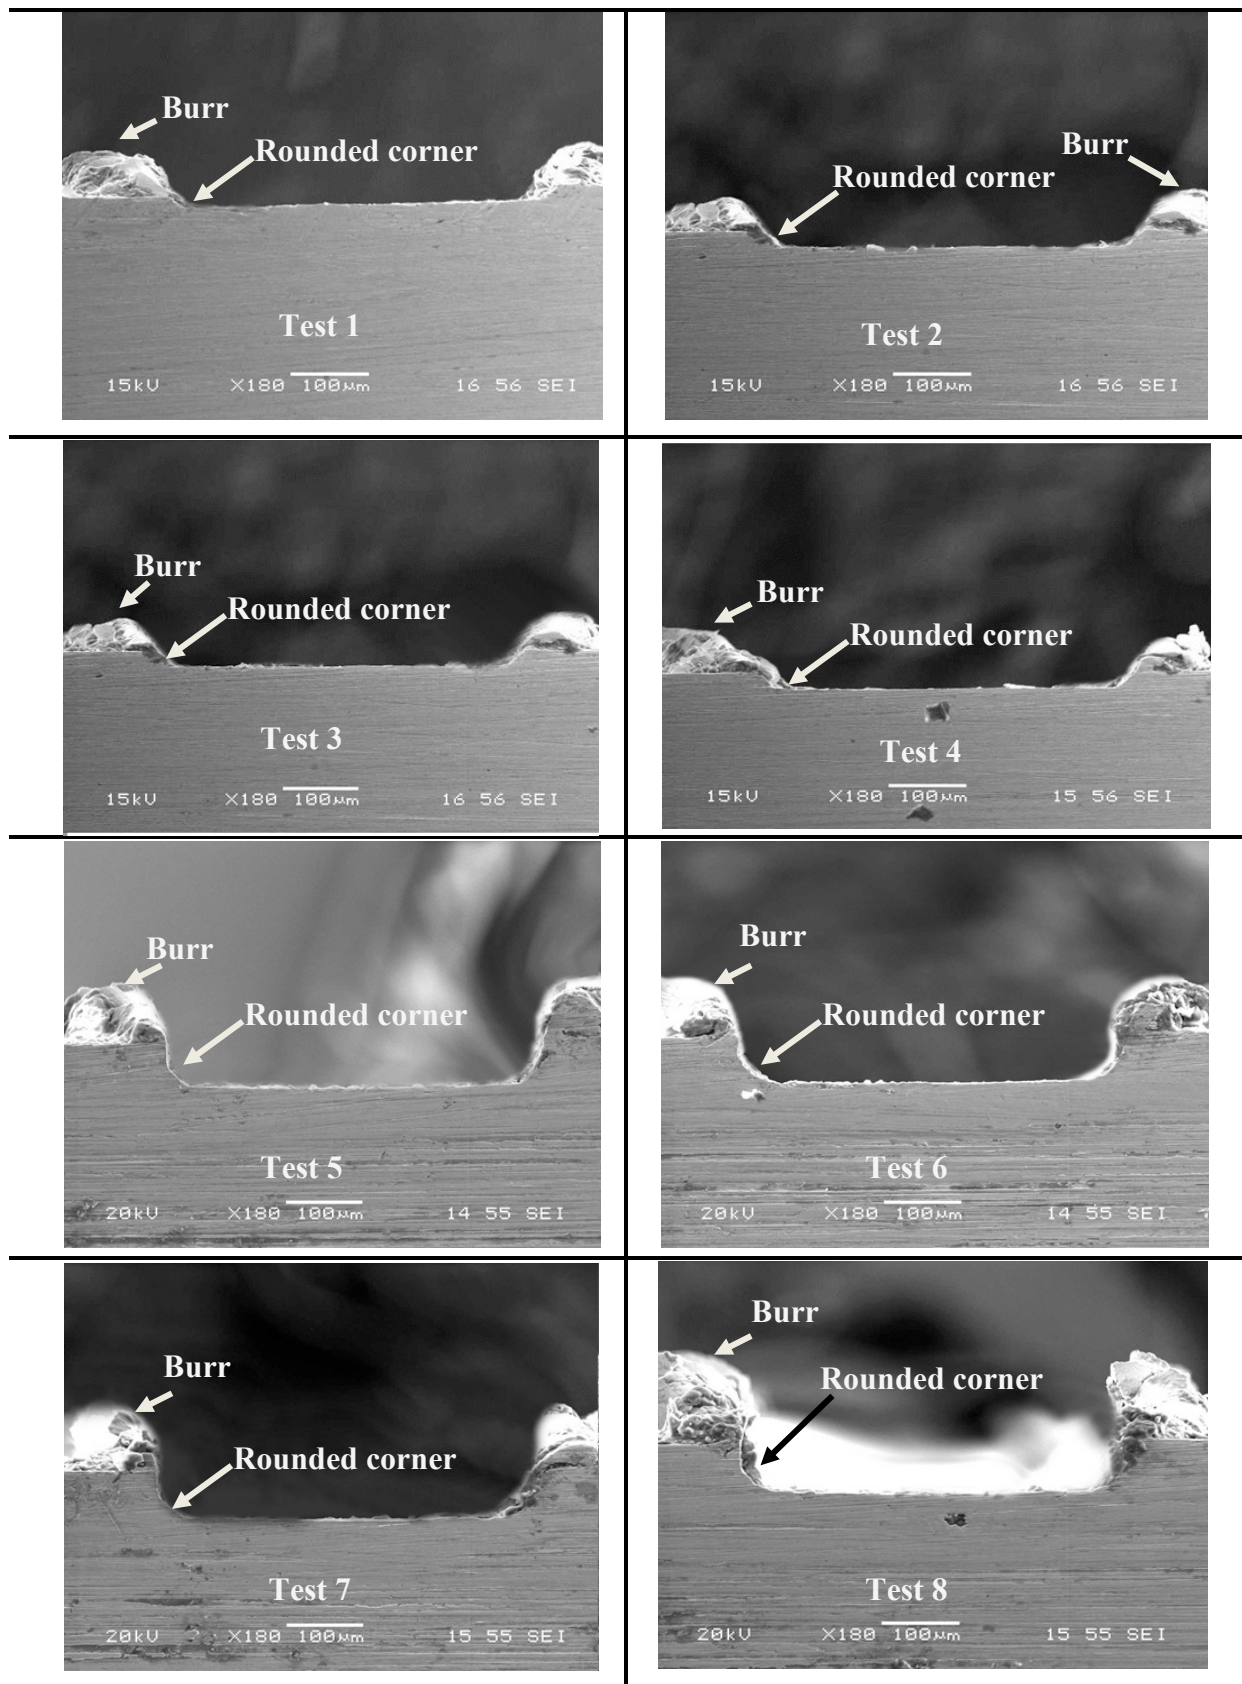 Burr
Rounded corner
Test 1
15kV X180 100µm 16 56 SEI
Burr
Rounded corner
Test 2
15kV X180 100µm 16 56 SEI
Burr
Rounded corner
Test 3
15kV X180 100µm 16 56 SEI
Burr
Rounded corner
Test 4
15kV X180 100µm 15 56 SEI
Burr
Rounded corner
Test 5
20kV X180 100µm 14 55 SEI
Burr
Rounded corner
Test 6
20kV X180 100µm 14 55 SEI
Burr
Rounded corner
Test 7
20kV X180 100µm 15 55 SEI
Burr
Rounded corner
Test 8
20kV X180 100µm 15 55 SEI